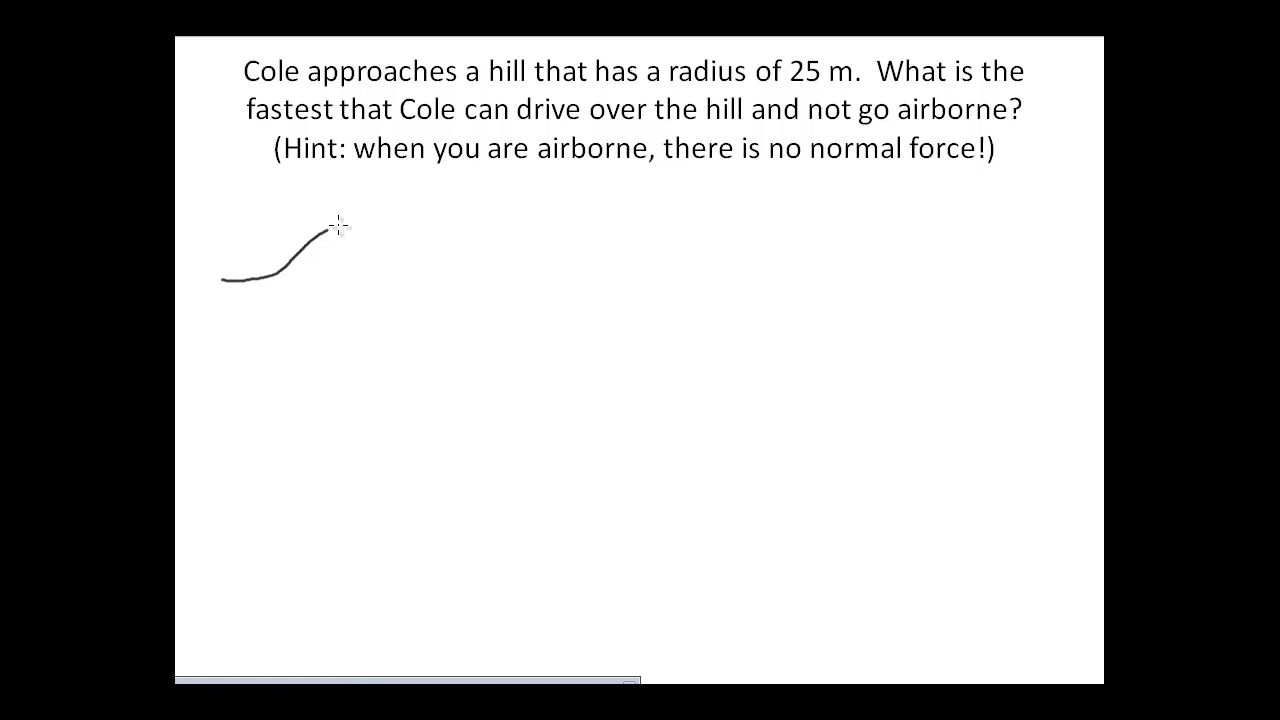 Cole approaches a hill that has a radius of 25 m.  What is the
fastest that Cole can drive over the hill and not go airborne?
(Hint: when you are airborne, there is no normal force!)